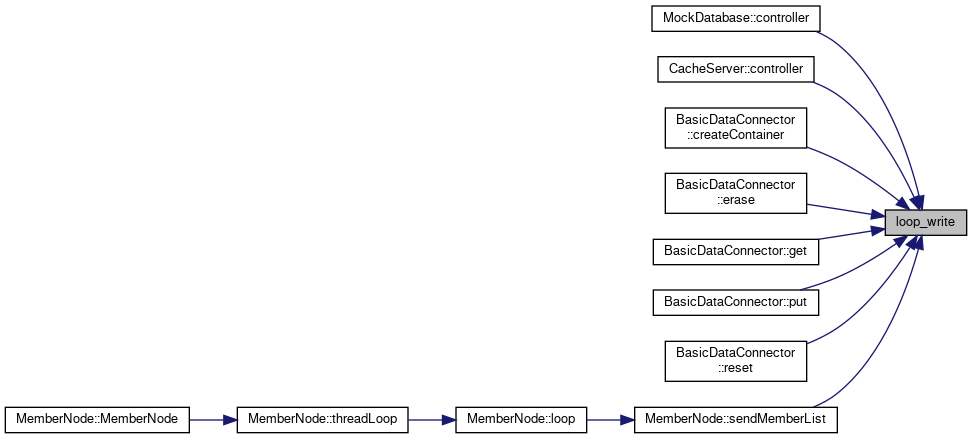 MockDatabase::controller
CacheServer::controller
BasicDataConnector
::createContainer
BasicDataConnector
::erase
loop_write
BasicDataConnector::get
BasicDataConnector::put
BasicDataConnector
::reset
MemberNode::MemberNode
MemberNode::threadLoop
MemberNode::loop
MemberNode::sendMemberList